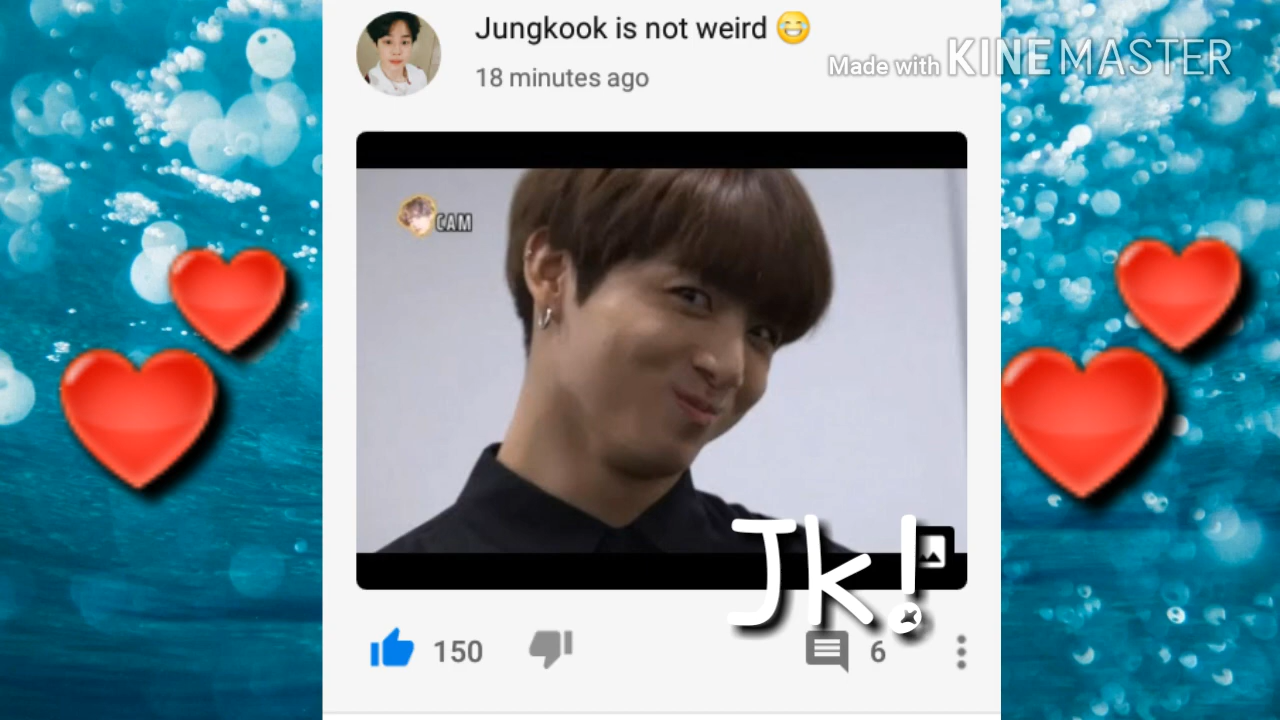 Jungkook is not weird 😂
Made with KINEMASTER
18 minutes ago
CAM
Jk!
150
6